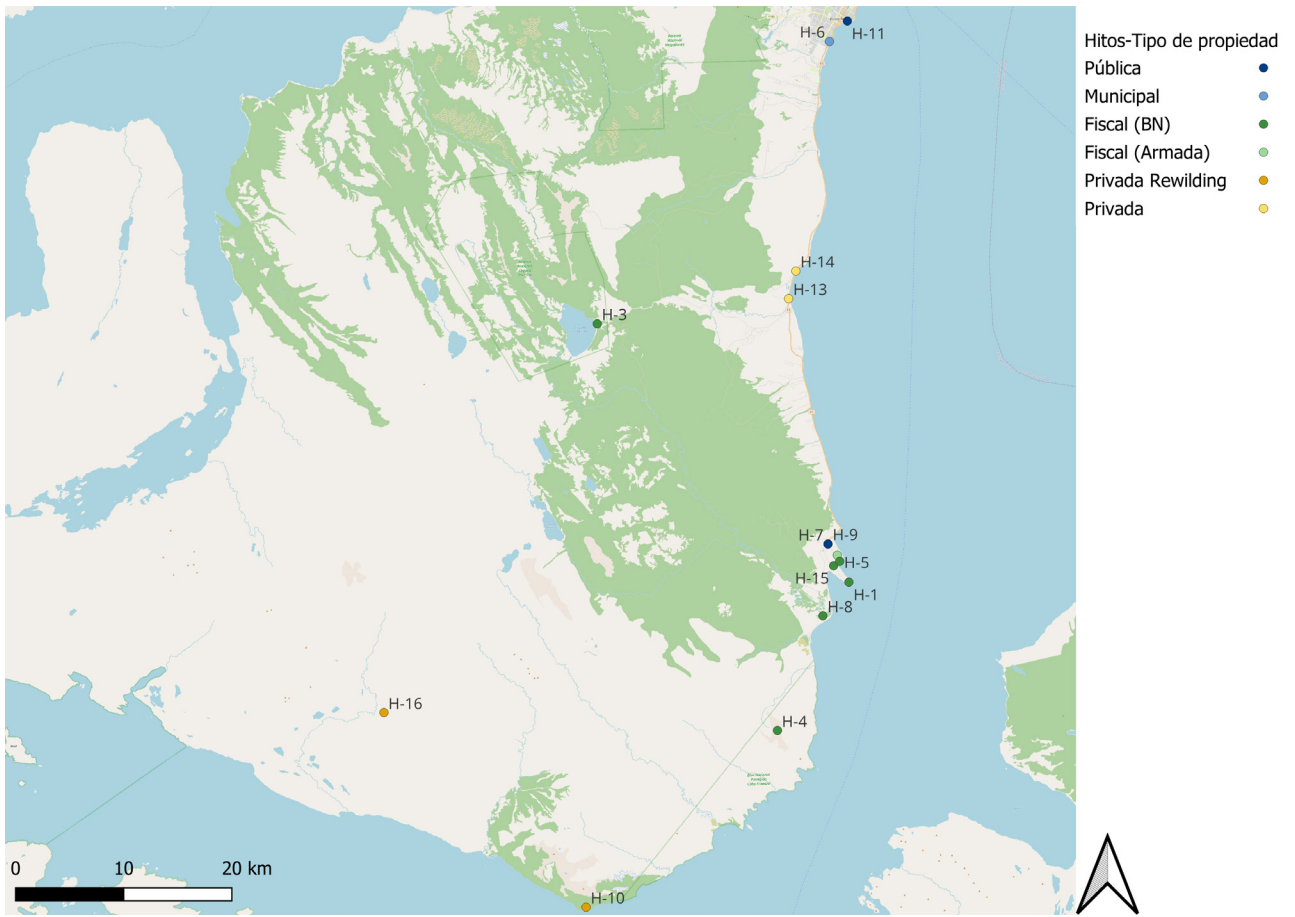 H-6
H-11
Hitos-Tipo de propiedad
Pública
Municipal
Fiscal (BN)
Fiscal (Armada)
Privada Rewilding
Privada
H-14
H-13
H-3
H-7
H-9
H-5
H-15
H-1
H-8
H-16
H-4
0
10
20 km
H-10